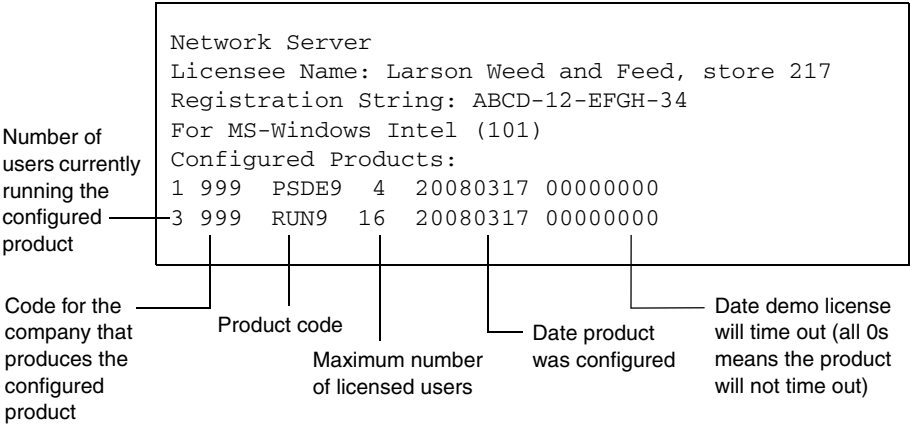 Network Server
Licensee Name: Larson Weed and Feed, store 217
Registration String: ABCD-12-EFGH-34
For MS-Windows Intel (101)
Configured Products:
1 999 PSDE9 4 20080317 00000000
3 999 RUN9 16 20080317 00000000
Number of
users currently
running the
configured
product
Code for the
company that
produces the
configured
product
Product code
Maximum number
of licensed users
Date product
was configured
Date demo license
will time out (all 0s
means the product
will not time out)